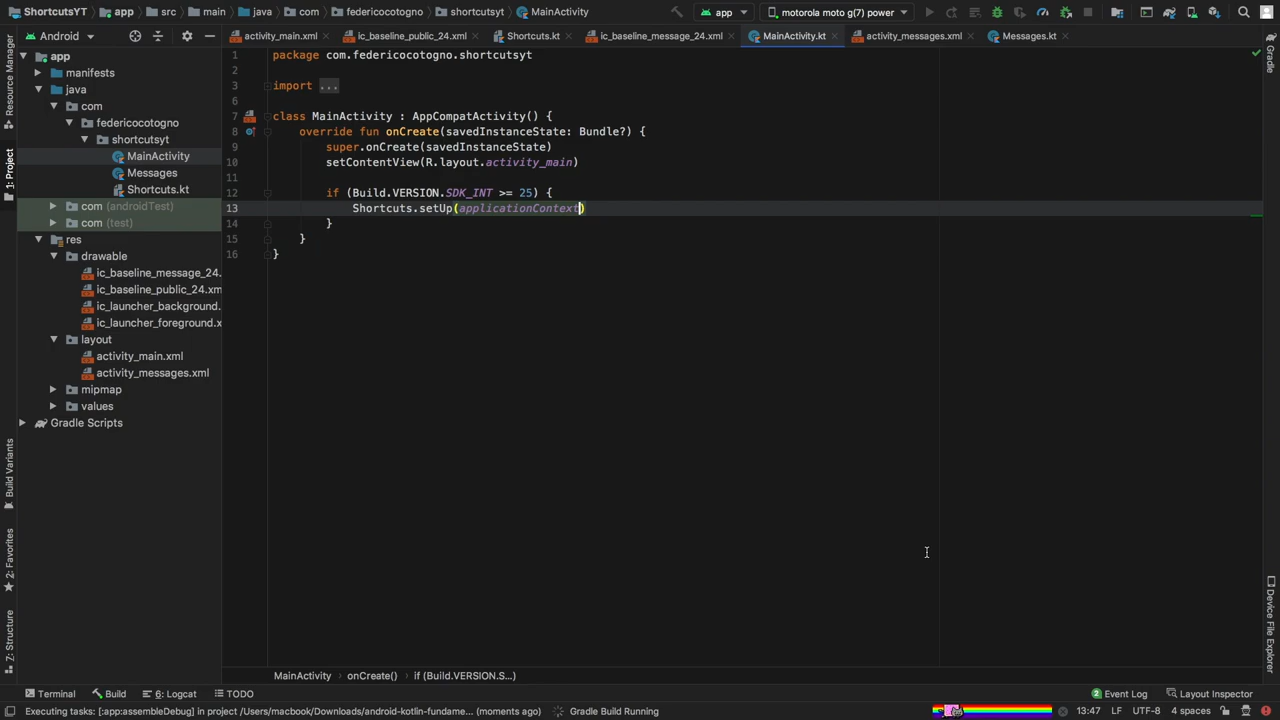 ShortcutsYT
app
src
main
java
com
federicocotogno
shortcutsyt
MainActivity
app
motorola moto g(7) power
Android
activity_main.xml
ic_baseline_public_24.xml
Shortcuts.kt
ic_baseline_message_24.xml
MainActivity.kt
activity_messages.xml
Messages.kt
Resource Manager
1: Project
Build Variants
2: Favorites
7: Structure
app
manifests
java
com
federicocotogno
shortcutsyt
MainActivity
Messages
Shortcuts.kt
com (androidTest)
com (test)
res
drawable
ic_baseline_message_24.
ic_baseline_public_24.xm
ic_launcher_background.
ic_launcher_foreground.x
layout
activity_main.xml
activity_messages.xml
mipmap
values
Gradle Scripts
1 package com.federicocotogno.shortcutsyt
2
3 import ...
6
7 class MainActivity : AppCompatActivity() {
8 override fun onCreate(savedInstanceState: Bundle?) {
9 super.onCreate(savedInstanceState)
10 setContentView(R.layout.activity_main)
11
12 if (Build.VERSION.SDK_INT >= 25) {
13 Shortcuts.setUp(applicationContext)
14 }
15 }
16 }
Gradle
Device File Explorer
MainActivity
onCreate()
if (Build.VERSION.S...)
Terminal
Build
6: Logcat
TODO
Event Log
Layout Inspector
Executing tasks: [:app:assembleDebug] in project /Users/macbook/Downloads/android-kotlin-fundame... (moments ago)
Gradle Build Running
13:47
LF
UTF-8
4 spaces